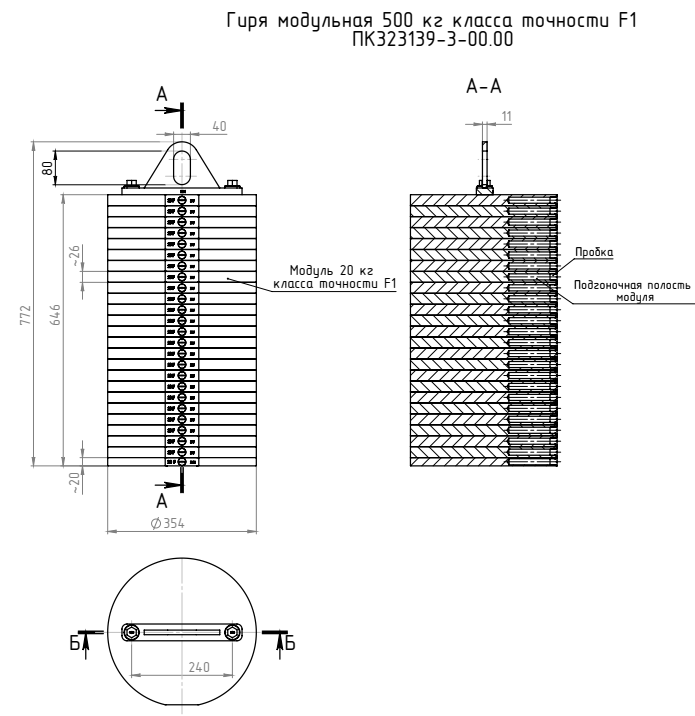 Гиря модульная 500 кг класса точности F1
ПК323139-3-00.00
А
А-А
40
11
80
~26
Модуль 20 кг
класса точности F1
Пробка
Подгоночная полость
модуля
772
646
~20
А
Ø354
Б
Б
240